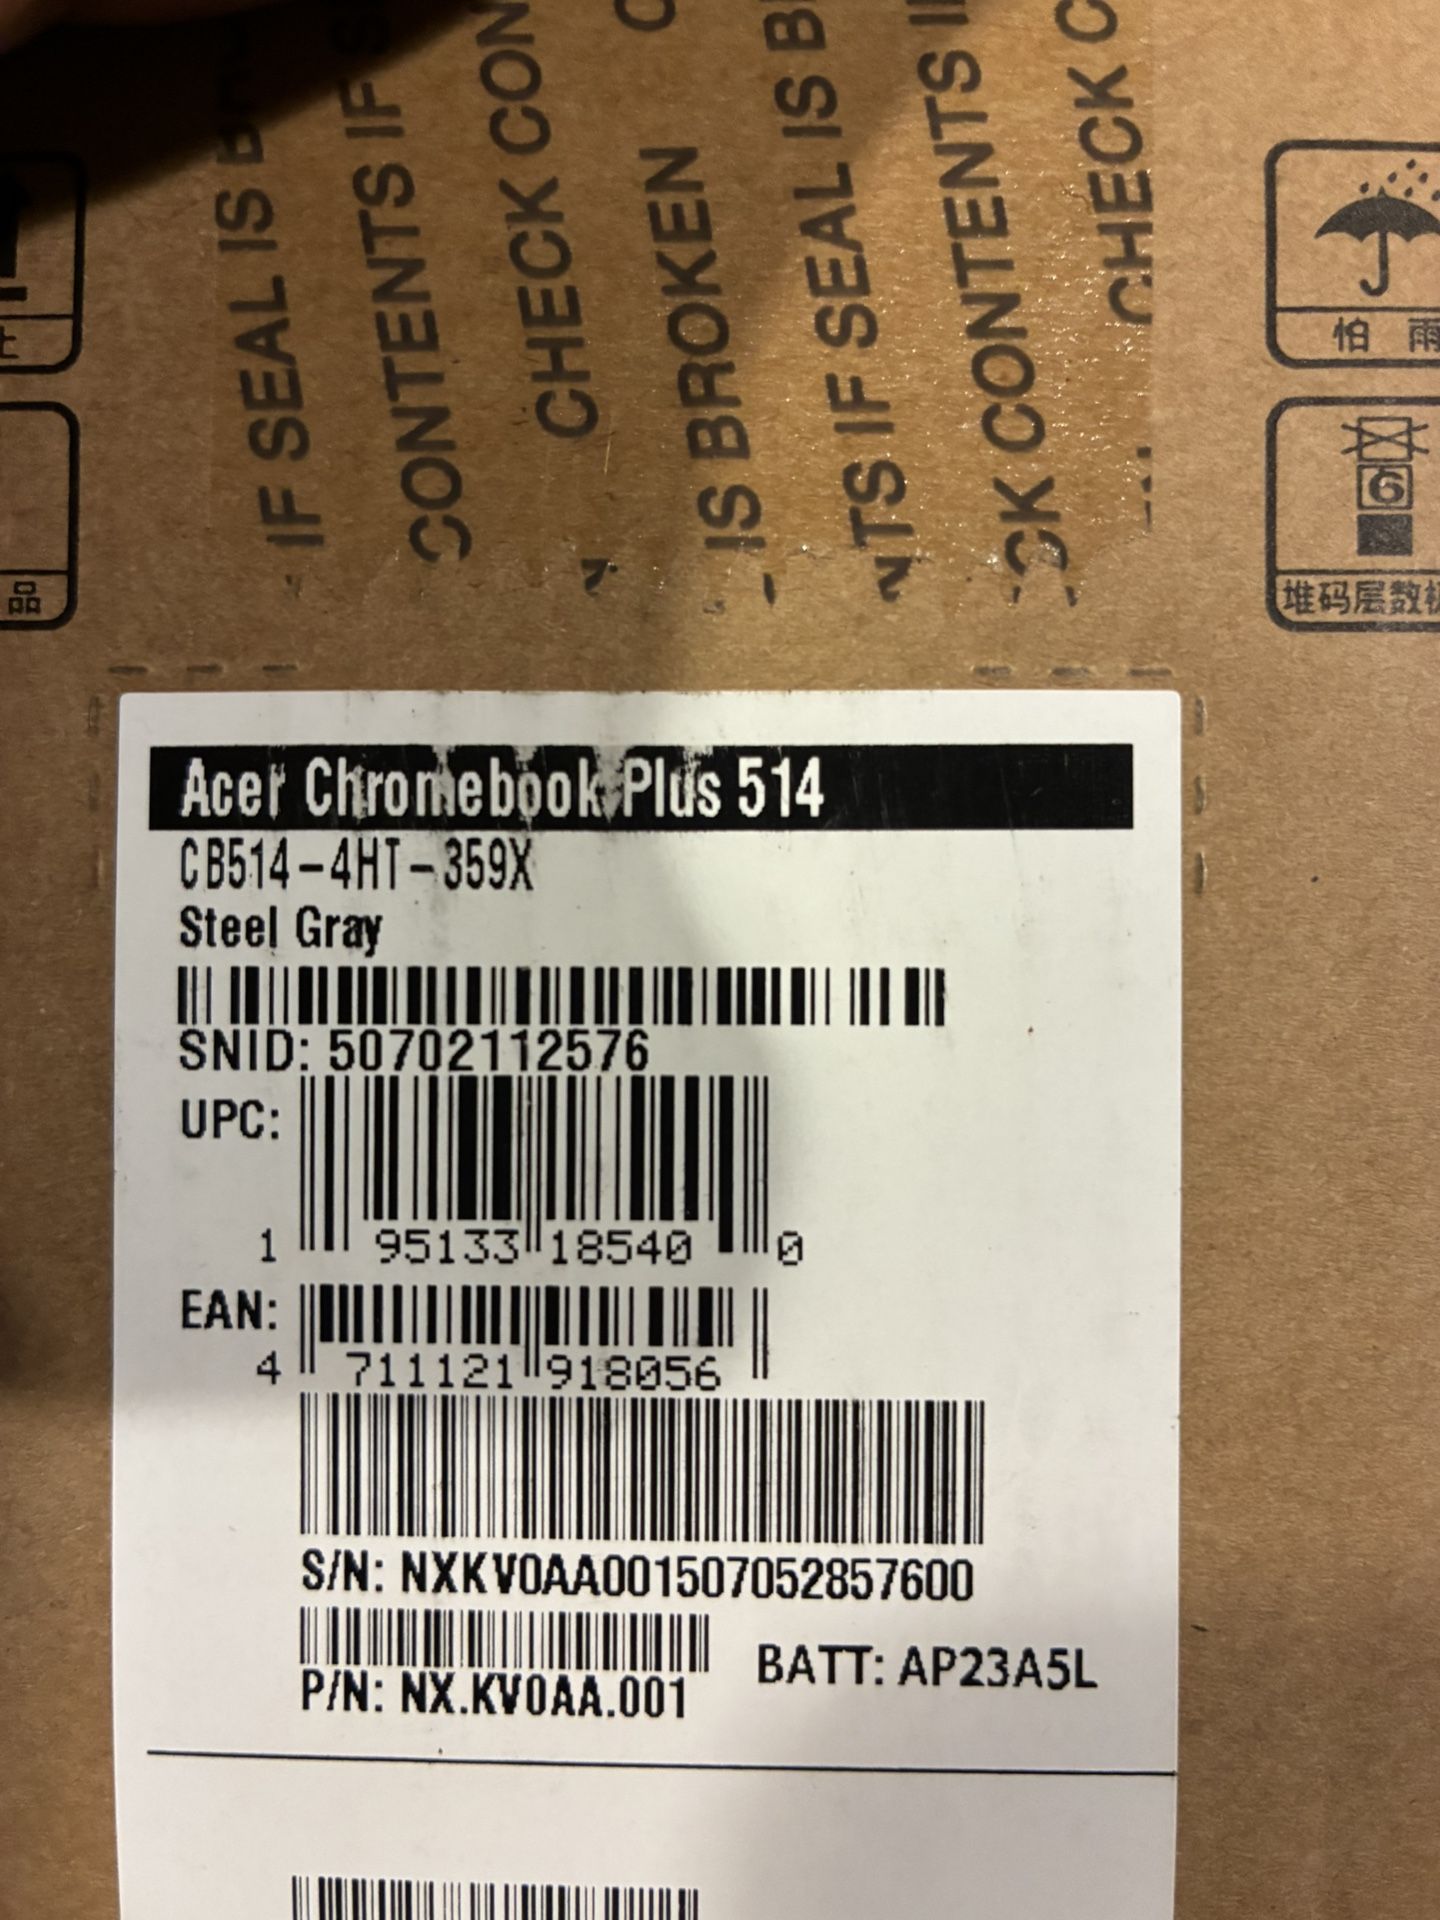 IF SEAL IS
CONTENTS IF
CHECK CON
CHECK
IS BROKEN
IF SEAL IS
CONTENTS
CHECK
怕 雨
品
6
堆码层数
Acer Chromebook Plus 514
CB514-4HT-359X
Steel Gray
SNID: 50702112576
UPC:
1 95133 18540 0
EAN:
4 711121 918056
S/N: NXKV0AA001507052857600
P/N: NX.KV0AA.001
BATT: AP23A5L